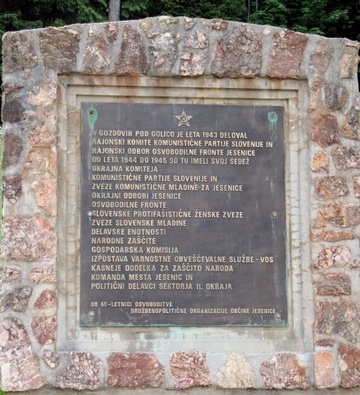 V GOZDOVIH POD GOLICO JE LETA 1943 DELOVAL
RAJONSKI KOMITE KOMUNISTIČNE PARTIJE SLOVENIJE IN
RAJONSKI ODBOR OSVOBODILNE FRONTE JESENICE
OD LETA 1944 DO 1945 SO TU IMELI SVOJ SEDEŽ
OKRAJNA KOMITEJA
KOMUNISTIČNE PARTIJE SLOVENIJE IN
ZVEZE KOMUNISTIČNE MLADINE ZA JESENICE
OKRAJNI ODBORI JESENICE
OSVOBODILNE FRONTE
SLOVENSKE PROTIFAŠISTIČNE ŽENSKE ZVEZE
ZVEZE SLOVENSKE MLADINE
DELAVSKE ENOTNOSTI
NARODNE ZAŠČITE
GOSPODARSKA KOMISIJA
IZPOSTAVA VARNOSTNE OBVEŠČEVALNE SLUŽBE - VOS
KASNEJE ODDELKA ZA ZAŠČITO NARODA
KOMANDA MESTA JESENIC IN
POLITIČNI DELAVCI SEKTORJA II. OKRAJA
OB 40-LETNICI OSVOBODITVE
DRUŽBENOPOLITIČNE ORGANIZACIJE OBČINE JESENICE